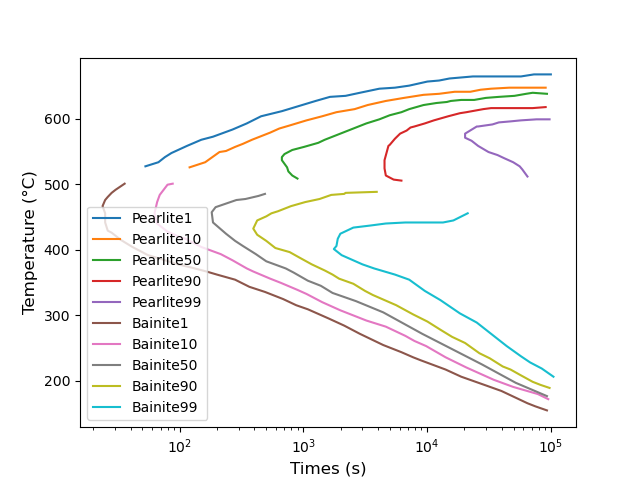 600
500
400
300
200
Temperature (°C)
Pearlite1
Pearlite10
Pearlite50
Pearlite90
Pearlite99
Bainite1
Bainite10
Bainite50
Bainite90
Bainite99
10² 10³ 10⁴ 10⁵
Times (s)